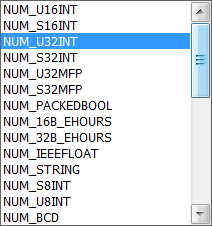 NUM_U16INT
NUM_S16INT
NUM_U32INT
NUM_S32INT
NUM_U32MFP
NUM_S32MFP
NUM_PACKEDBOOL
NUM_16B_EHOURS
NUM_32B_EHOURS
NUM_IEEEFLOAT
NUM_STRING
NUM_S8INT
NUM_U8INT
NUM_BCD